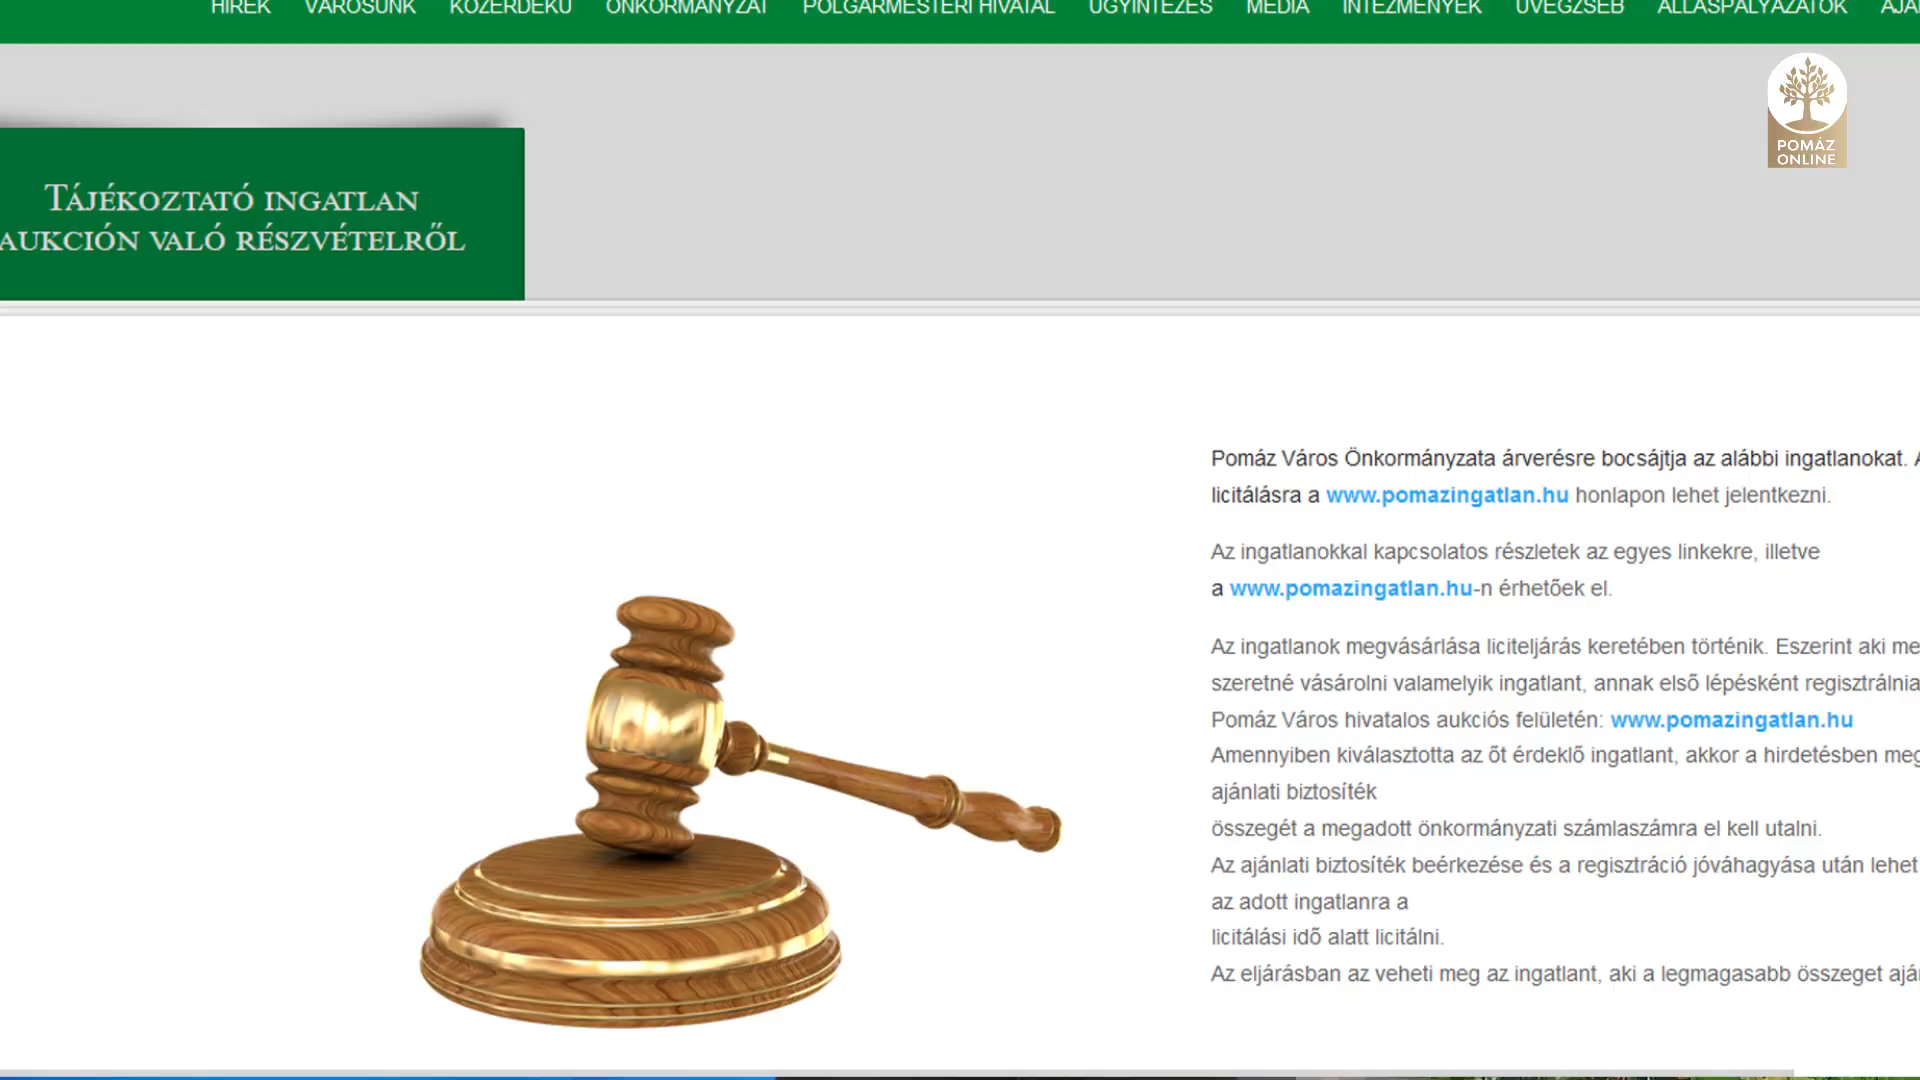 HÍREK VÁROSUNK KÖZÉRDEKŰ ÖNKORMÁNYZAT POLGÁRMESTERI HIVATAL ÜGYINTÉZÉS MÉDIA INTÉZMÉNYEK ÜVEGZSEB ÁLLÁSPÁLYÁZATOK
POMÁZ
ONLINE
Tájékoztató ingatlan
aukción való részvételről
Pomáz Város Önkormányzata árverésre bocsájtja az alábbi ingatlanokat. A
licitálásra a www.pomazingatlan.hu honlapon lehet jelentkezni.
Az ingatlanokkal kapcsolatos részletek az egyes linkekre, illetve
a www.pomazingatlan.hu-n érhetőek el.
Az ingatlanok megvásárlása liciteljárás keretében történik. Eszerint aki me
szeretné vásárolni valamelyik ingatlant, annak első lépésként regisztrálnia
Pomáz Város hivatalos aukciós felületén: www.pomazingatlan.hu
Amennyiben kiválasztotta az őt érdeklő ingatlant, akkor a hirdetésben meg
ajánlati biztosíték
összegét a megadott önkormányzati számlaszámra el kell utalni.
Az ajánlati biztosíték beérkezése és a regisztráció jóváhagyása után lehet
az adott ingatlanra a
licitálási idő alatt licitálni.
Az eljárásban az veheti meg az ingatlant, aki a legmagasabb összeget ajá